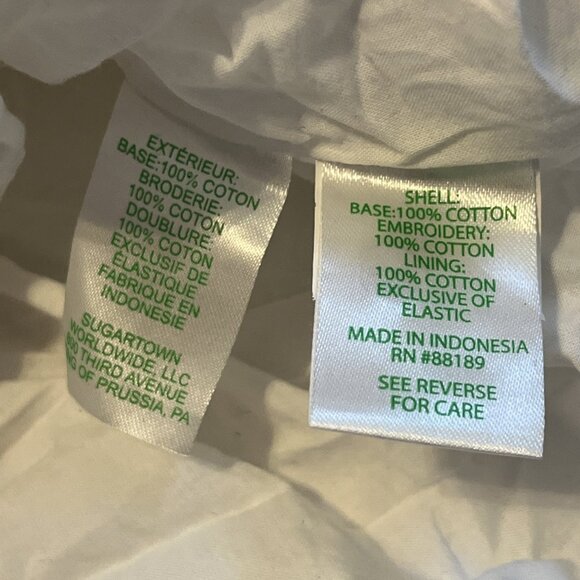 EXTÉRIEUR:
BASE:100% COTON
BRODERIE:
100% COTON
DOUBLURE:
100% COTON
EXCLUSIF DE
ÉLASTIQUE
FABRIQUE EN
INDONESIE
SUGARTOWN
WORLDWIDE, LLC
THIRD AVENUE
OF PRUSSIA, PA
SHELL:
BASE:100% COTTON
EMBROIDERY:
100% COTTON
LINING:
100% COTTON
EXCLUSIVE OF
ELASTIC
MADE IN INDONESIA
RN #88189
SEE REVERSE
FOR CARE